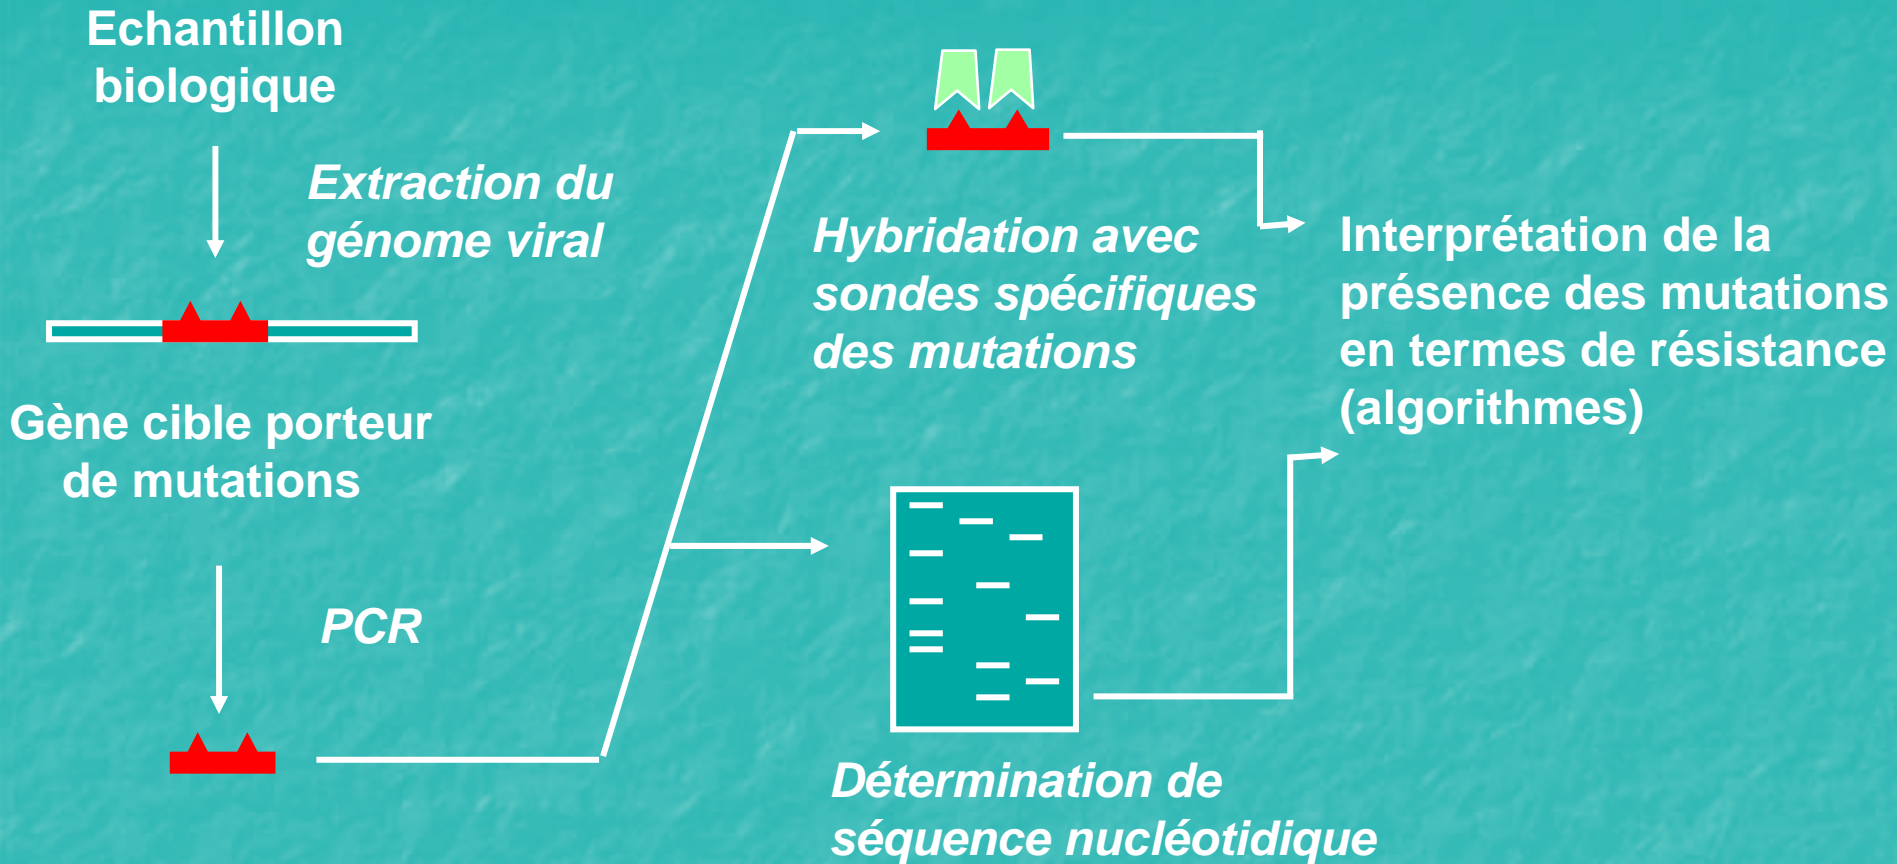 Echantillon
biologique
Extraction du
génome viral
Gène cible porteur
de mutations
PCR
Hybridation avec
sondes spécifiques
des mutations
Détermination de
séquence nucléotidique
Interprétation de la
présence des mutations
en termes de résistance
(algorithmes)